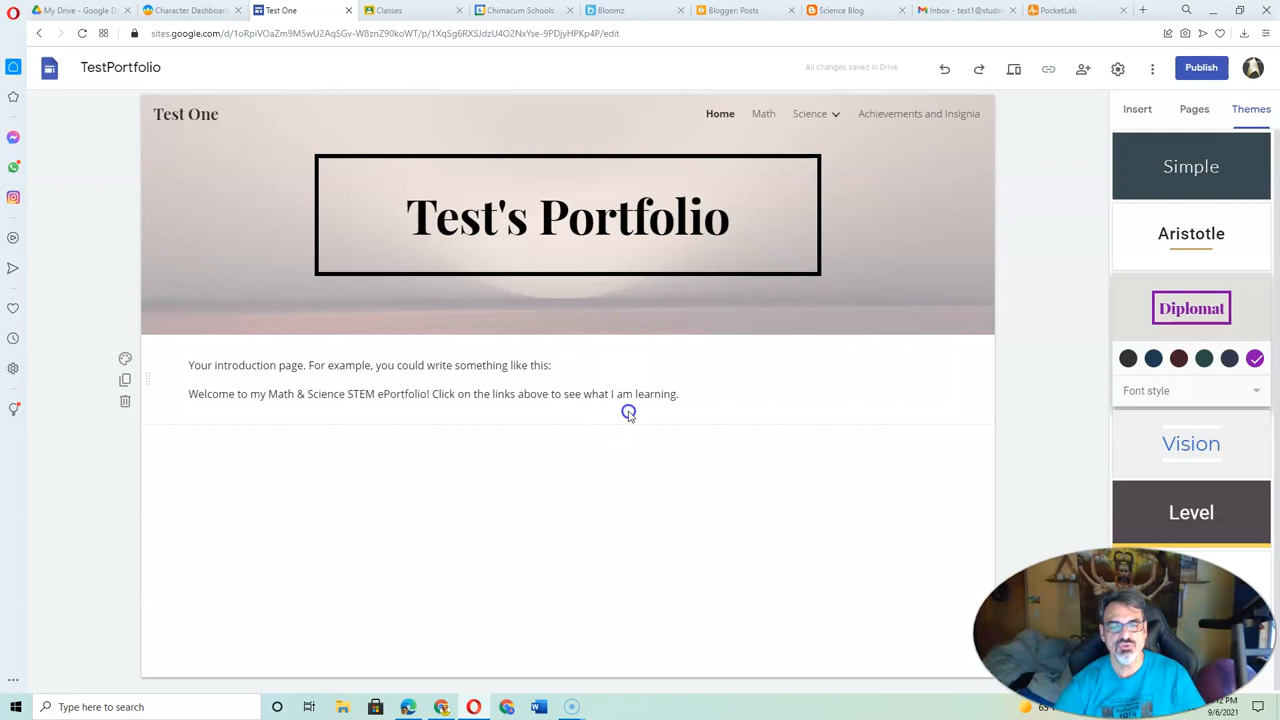 My Drive - Google D
Character Dashboard
Test One
Classes
Chimacum Schools -
Bloomz
Blogger: Posts
Science Blog
Inbox - test1@stude
PocketLab
sites.google.com/d/1oRpiVOaZm9M5wU2AqSGv-W8znZ90koWT/p/1XqSg6RXSJdzU4O2NxYse-9PDjyHPKp4P/edit
TestPortfolio
All changes saved in Drive
Publish
Test One
Home
Math
Science
Achievements and Insignia
Insert
Pages
Themes
Test's Portfolio
Simple
Aristotle
Diplomat
Font style
Vision
Level
Your introduction page. For example, you could write something like this:
Welcome to my Math & Science STEM ePortfolio! Click on the links above to see what I am learning.
Type here to search
9/6/2021